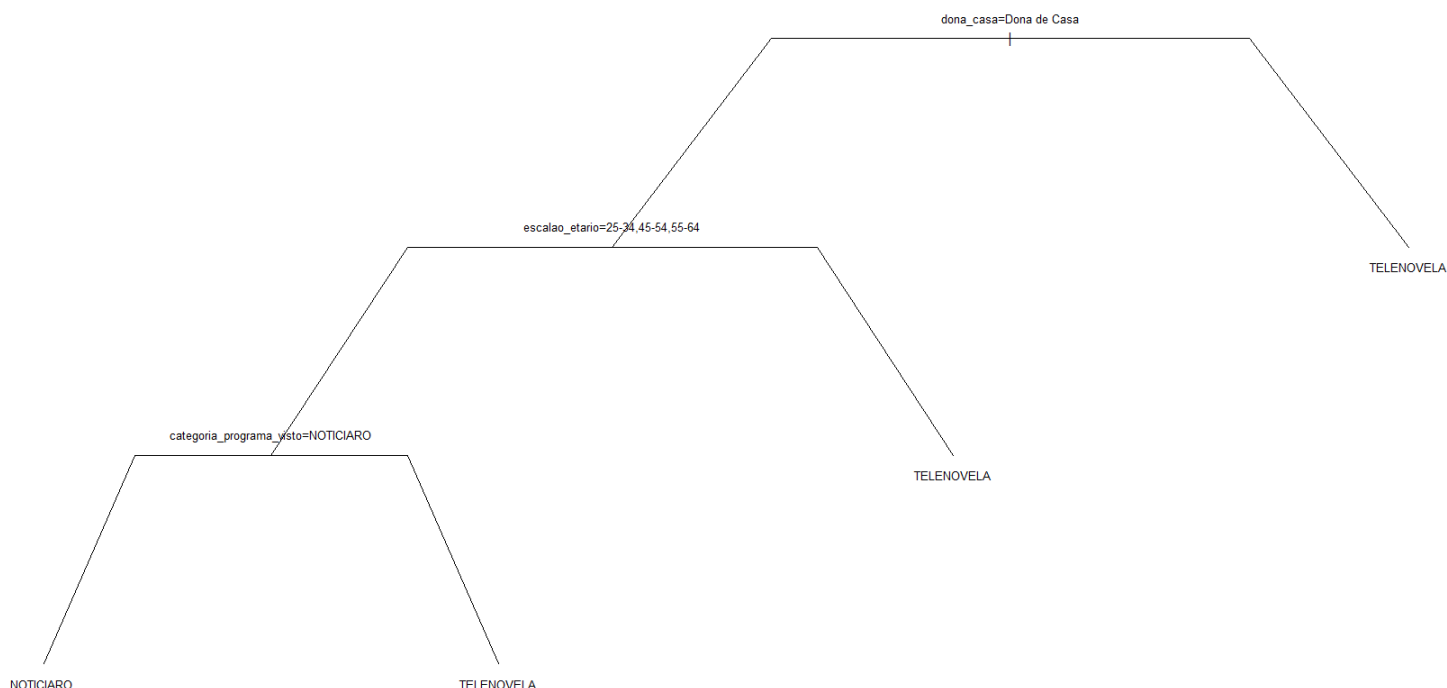 dona_casa=Dona de Casa
escalao_etario=25-34,45-54,55-64
TELENOVELA
categoria_programa_visto=NOTICIARO
TELENOVELA
NOTICIARO
TELENOVELA